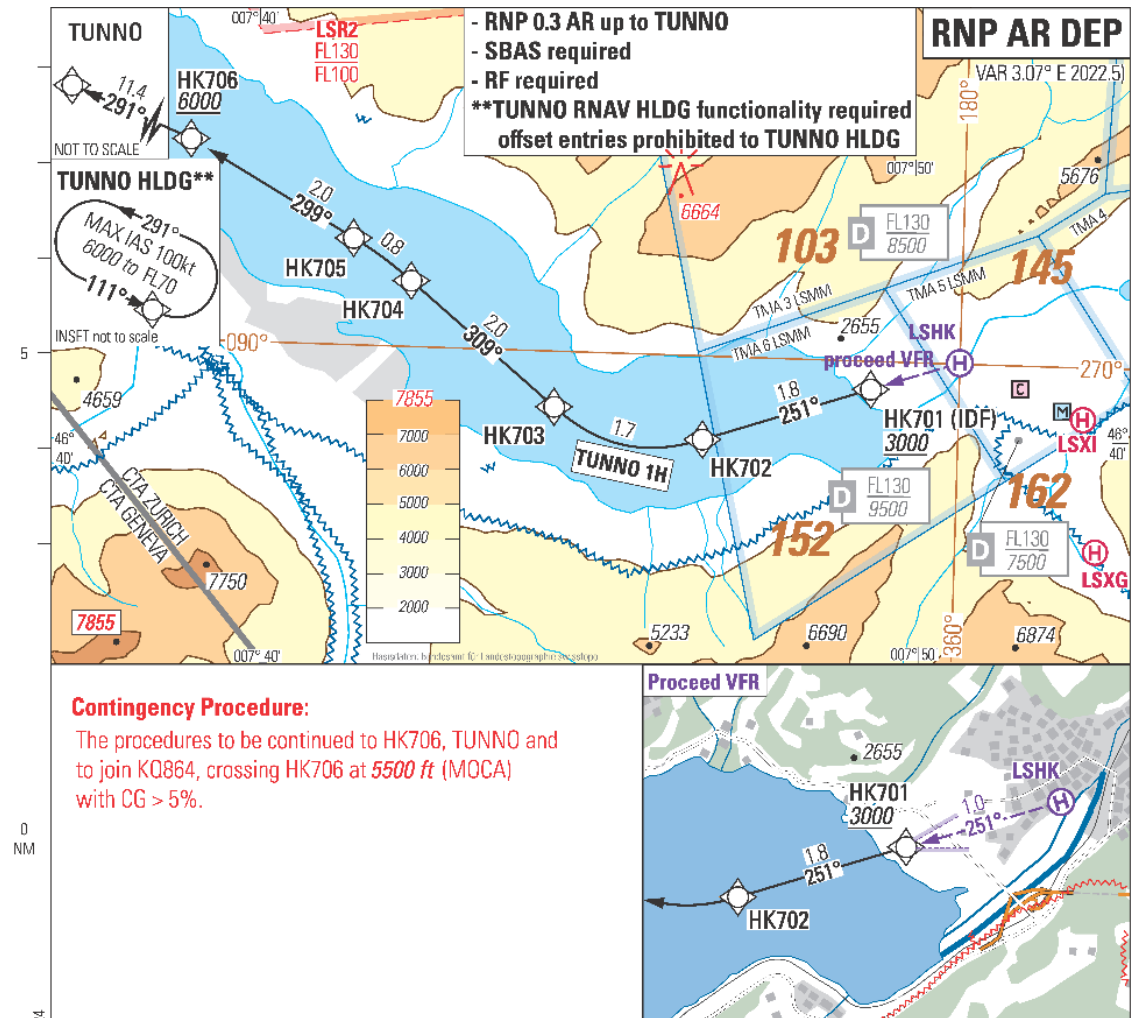 TUNNO
11.4
291°
NOT TO SCALE
007° 40'
LSR2
FL130
FL100
HK706
6000
- RNP 0.3 AR up to TUNNO
- SBAS required
- RF required
**TUNNO RNAV HLDG functionality required
offset entries prohibited to TUNNO HLDG
RNP AR DEP
VAR 3.07° E 2022.5)
180°
TUNNO HLDG**
291°
MAX IAS 100kt
6000 to FL70
111°
INSET not to scale
2.0
299°
HK705
0.8
HK704
2.0
309°
HK703
1.7
TUNNO 1H
HK702
1.8
251°
HK701 (IDF)
3000
proceed VFR
LSHK
H
007° 50'
5676
6664
103
D
FL130
8500
TMA 4
145
TMA 3 LSMM
TMA 5 LSMM
TMA 6 LSMM
2655
5
090°
270°
C
M
H
LSXI
46°
40'
46°
40'
4659
CTA ZURICH
CTA GENEVA
7750
7855
7855
7000
6000
5000
4000
3000
2000
D
FL130
9500
152
162
D
FL130
7500
H
LSXG
5233
6690
360°
6874
007° 40'
007° 50'
Contingency Procedure:
The procedures to be continued to HK706, TUNNO and
to join KQ864, crossing HK706 at 5500 ft (MOCA)
with CG > 5%.
0
NM
Proceed VFR
2655
LSHK
H
HK701
3000
1.0
251°
1.8
251°
HK702